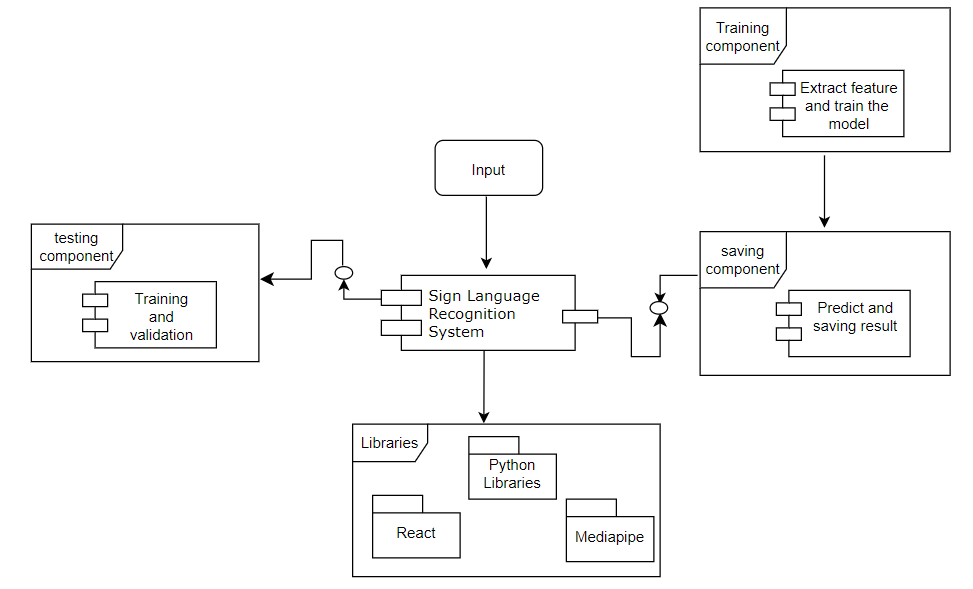 Training
component
Extract feature
and train the
model
Input
testing
component
Training
and
validation
Sign Language
Recognition
System
saving
component
Predict and
saving result
Libraries
Python
Libraries
React
Mediapipe